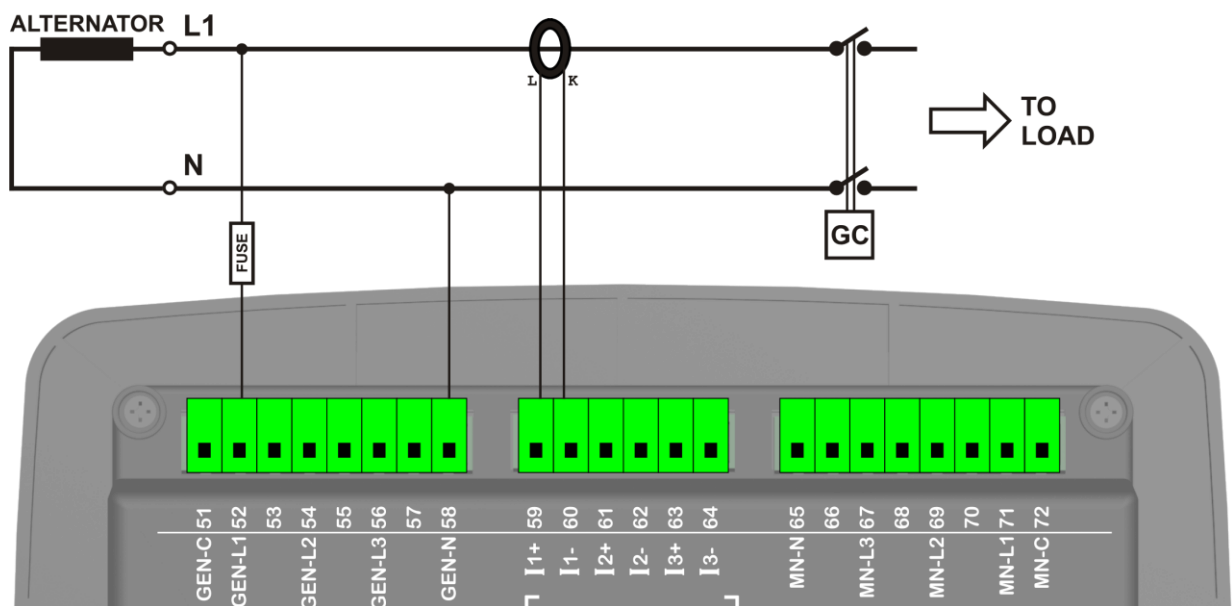 ALTERNATOR L1
L K
TO
LOAD
N
FUSE
GC
51 52 53 54 55 56 57 58 59 60 61 62 63 64 65 66 67 68 69 70 71 72
GEN-C GEN-L1 GEN-L2 GEN-L3 GEN-N I1+ I1- I2+ I2- I3+ I3- MN-N MN-L3 MN-L2 MN-L1 MN-C